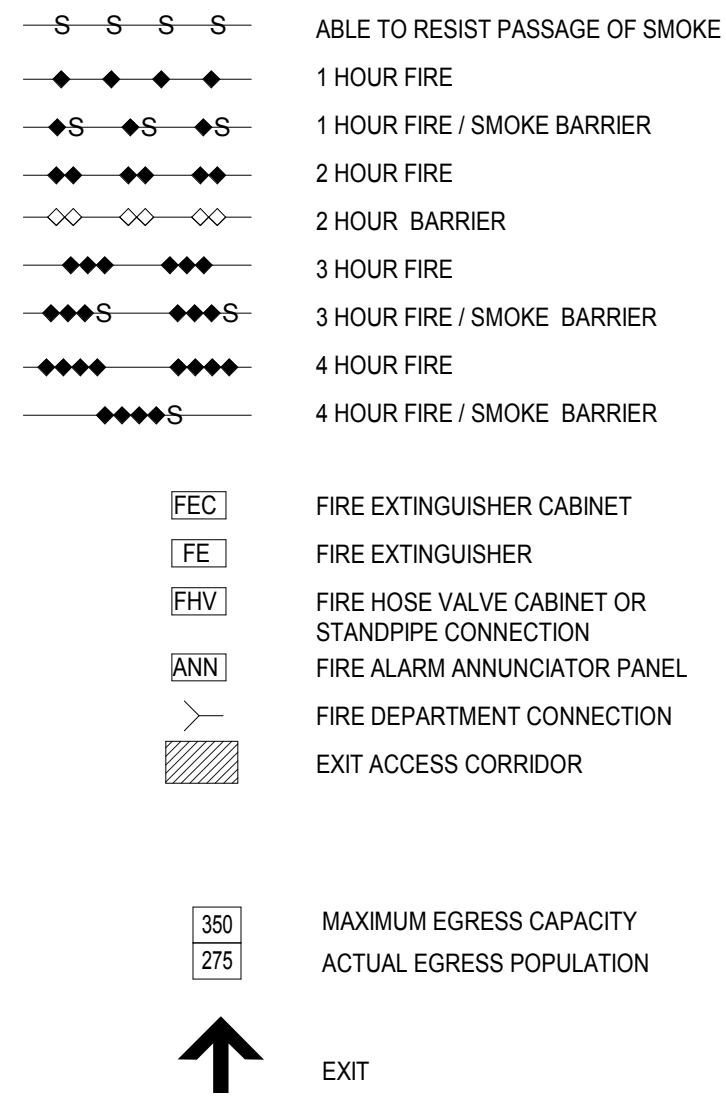 S S S S ABLE TO RESIST PASSAGE OF SMOKE
1 HOUR FIRE
S S S 1 HOUR FIRE / SMOKE BARRIER
2 HOUR FIRE
2 HOUR BARRIER
3 HOUR FIRE
S S 3 HOUR FIRE / SMOKE BARRIER
4 HOUR FIRE
S 4 HOUR FIRE / SMOKE BARRIER
FEC FIRE EXTINGUISHER CABINET
FE FIRE EXTINGUISHER
FHV FIRE HOSE VALVE CABINET OR
STANDPIPE CONNECTION
ANN FIRE ALARM ANNUNCIATOR PANEL
FIRE DEPARTMENT CONNECTION
EXIT ACCESS CORRIDOR
350 MAXIMUM EGRESS CAPACITY
275 ACTUAL EGRESS POPULATION
EXIT